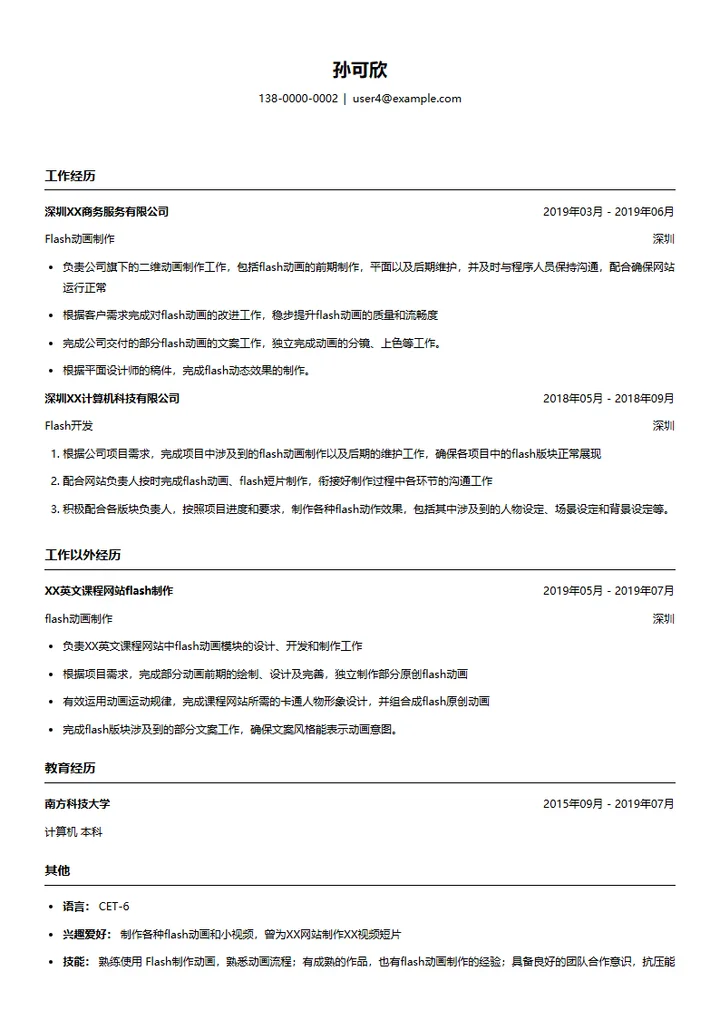 孙可欣
138-0000-0002 | user4@example.com
工作经历
深圳XX商务服务有限公司 2019年03月 - 2019年06月
Flash动画制作 深圳
• 负责公司旗下的二维动画制作工作，包括flash动画的前期制作，平面以及后期维护，并及时与程序人员保持沟通，配合确保网站
运行正常
• 根据客户需求完成对flash动画的改进工作，稳步提升flash动画的质量和流畅度
• 完成公司交付的部分flash动画的文案工作，独立完成动画的分镜、上色等工作。
• 根据平面设计师的稿件，完成flash动态效果的制作。
深圳XX计算机科技有限公司 2018年05月 - 2018年09月
Flash开发 深圳
1. 根据公司项目需求，完成项目中涉及到的flash动画制作以及后期的维护工作，确保各项目中的flash版块正常展现
2. 配合网站负责人按时完成flash动画、flash短片制作，衔接好制作过程中各环节的沟通工作
3. 积极配合各版块负责人，按照项目进度和要求，制作各种flash动作效果，包括其中涉及到的人物设定、场景设定和背景设定等。
工作以外经历
XX英文课程网站flash制作 2019年05月 - 2019年07月
flash动画制作 深圳
• 负责XX英文课程网站中flash动画模块的设计、开发和制作工作
• 根据项目需求，完成部分动画前期的绘制、设计及完善，独立制作部分原创flash动画
• 有效运用动画运动规律，完成课程网站所需的卡通人物形象设计，并组合成flash原创动画
• 完成flash版块涉及到的部分文案工作，确保文案风格能表示动画意图。
教育经历
南方科技大学 2015年09月 - 2019年07月
计算机 本科
其他
• 语言： CET-6
• 兴趣爱好： 制作各种flash动画和小视频，曾为XX网站制作XX视频短片
• 技能： 熟练使用 Flash制作动画，熟悉动画流程；有成熟的作品，也有flash动画制作的经验；具备良好的团队合作意识，抗压能